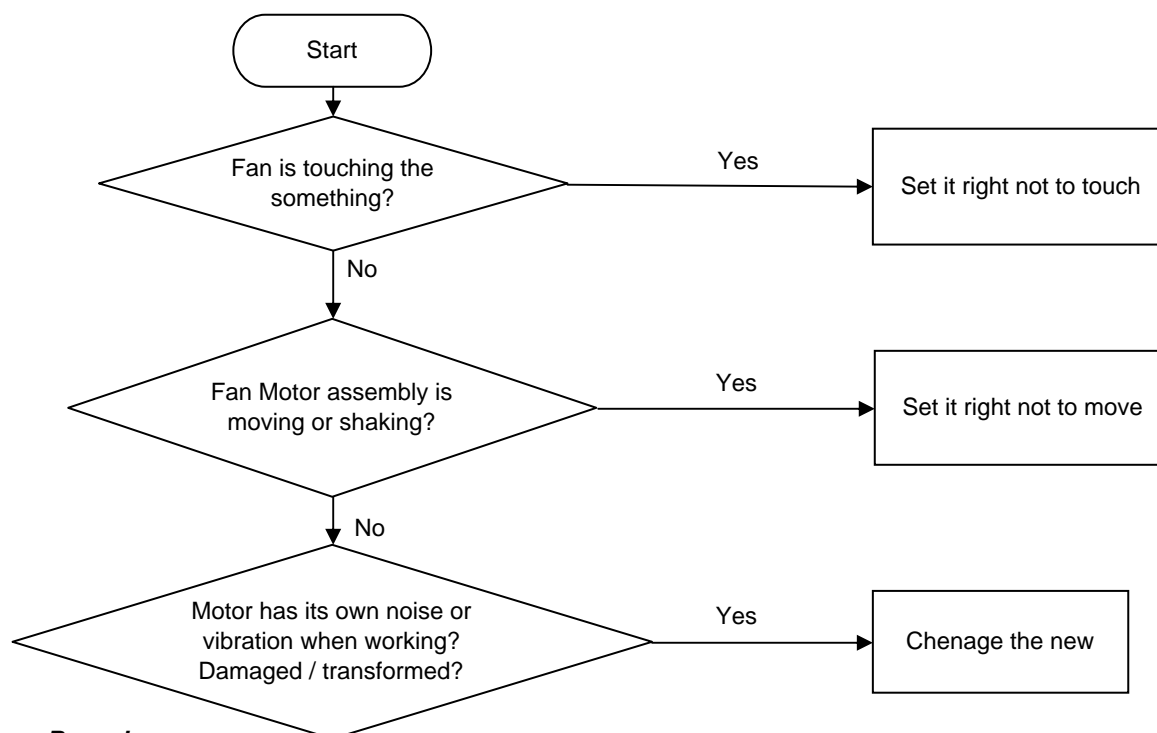 Start
Fan is touching the
something?
Yes
Set it right not to touch
No
Fan Motor assembly is
moving or shaking?
Yes
Set it right not to move
No
Motor has its own noise or
vibration when working?
Damaged / transformed?
Yes
Chenage the new